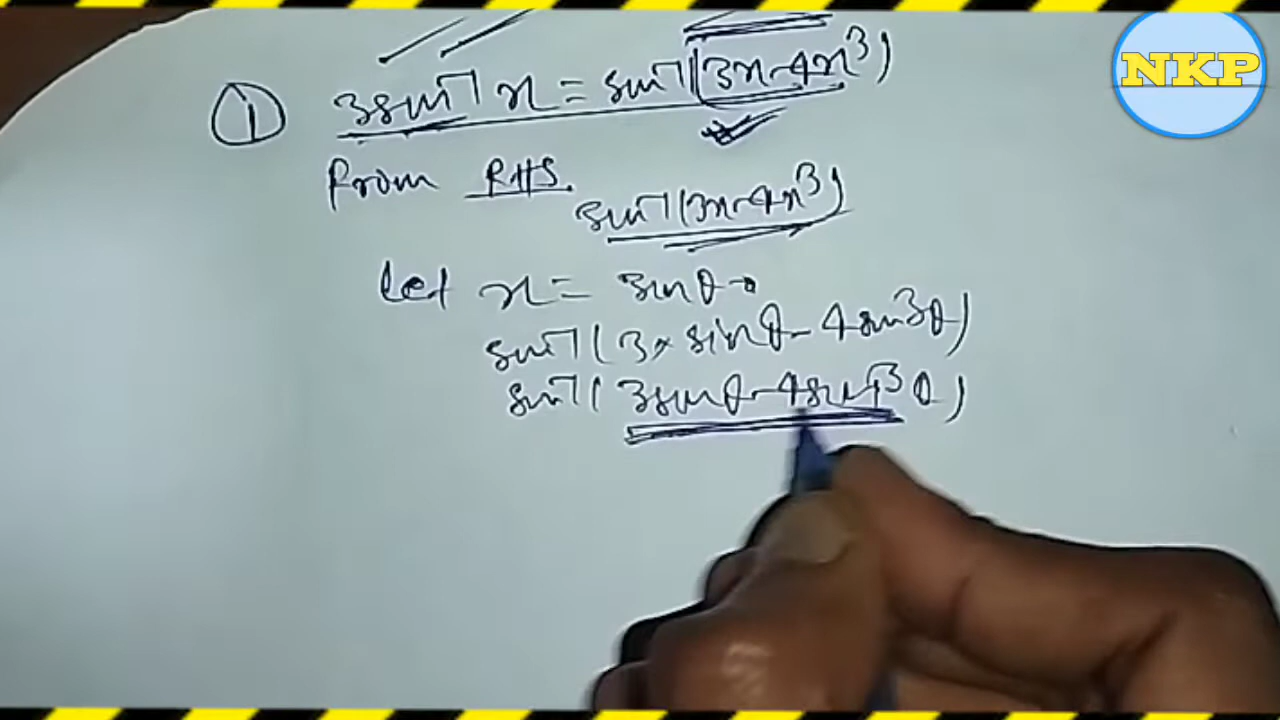 NKP
① 3sin⁻¹x = sin⁻¹(3x-4x³)
From RHS.
sin⁻¹(3x-4x³)
Let x = sinθ
sin⁻¹(3×sinθ-4sin³θ)
sin⁻¹(3sinθ-4sin³θ)